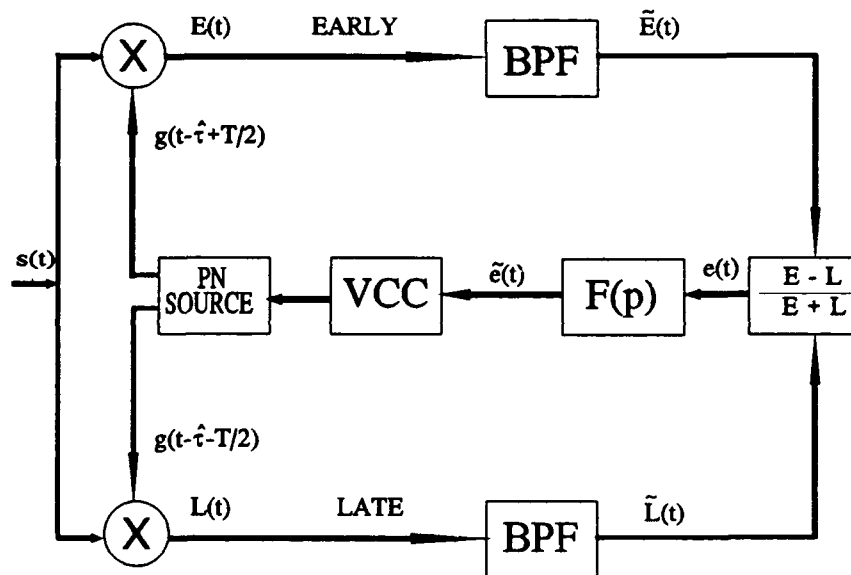 E(t) EARLY BPF Ẽ(t)
X
g(t-τ̂+T/2)
s(t)
PN
SOURCE
VCC
ẽ(t)
F(p)
e(t)
E - L
E + L
g(t-τ̂-T/2)
X
L(t) LATE BPF L̃(t)